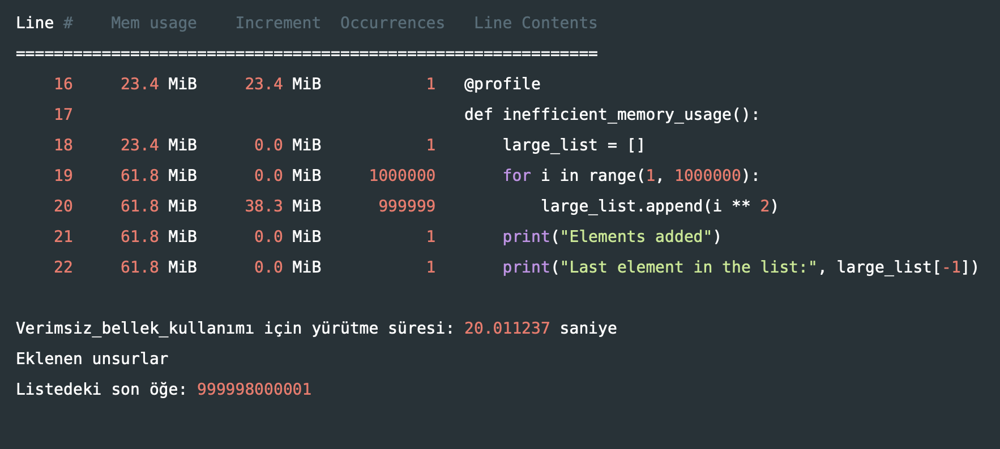 Line #    Mem usage    Increment  Occurrences   Line Contents
=============================================================
    16     23.4 MiB     23.4 MiB           1   @profile
    17                                         def inefficient_memory_usage():
    18     23.4 MiB      0.0 MiB           1       large_list = []
    19     61.8 MiB      0.0 MiB     1000000       for i in range(1, 1000000):
    20     61.8 MiB     38.3 MiB      999999           large_list.append(i ** 2)
    21     61.8 MiB      0.0 MiB           1       print("Elements added")
    22     61.8 MiB      0.0 MiB           1       print("Last element in the list:", large_list[-1])
Verimsiz_bellek_kullanımı için yürütme süresi: 20.011237 saniye
Eklenen unsurlar
Listedeki son öğe: 999998000001